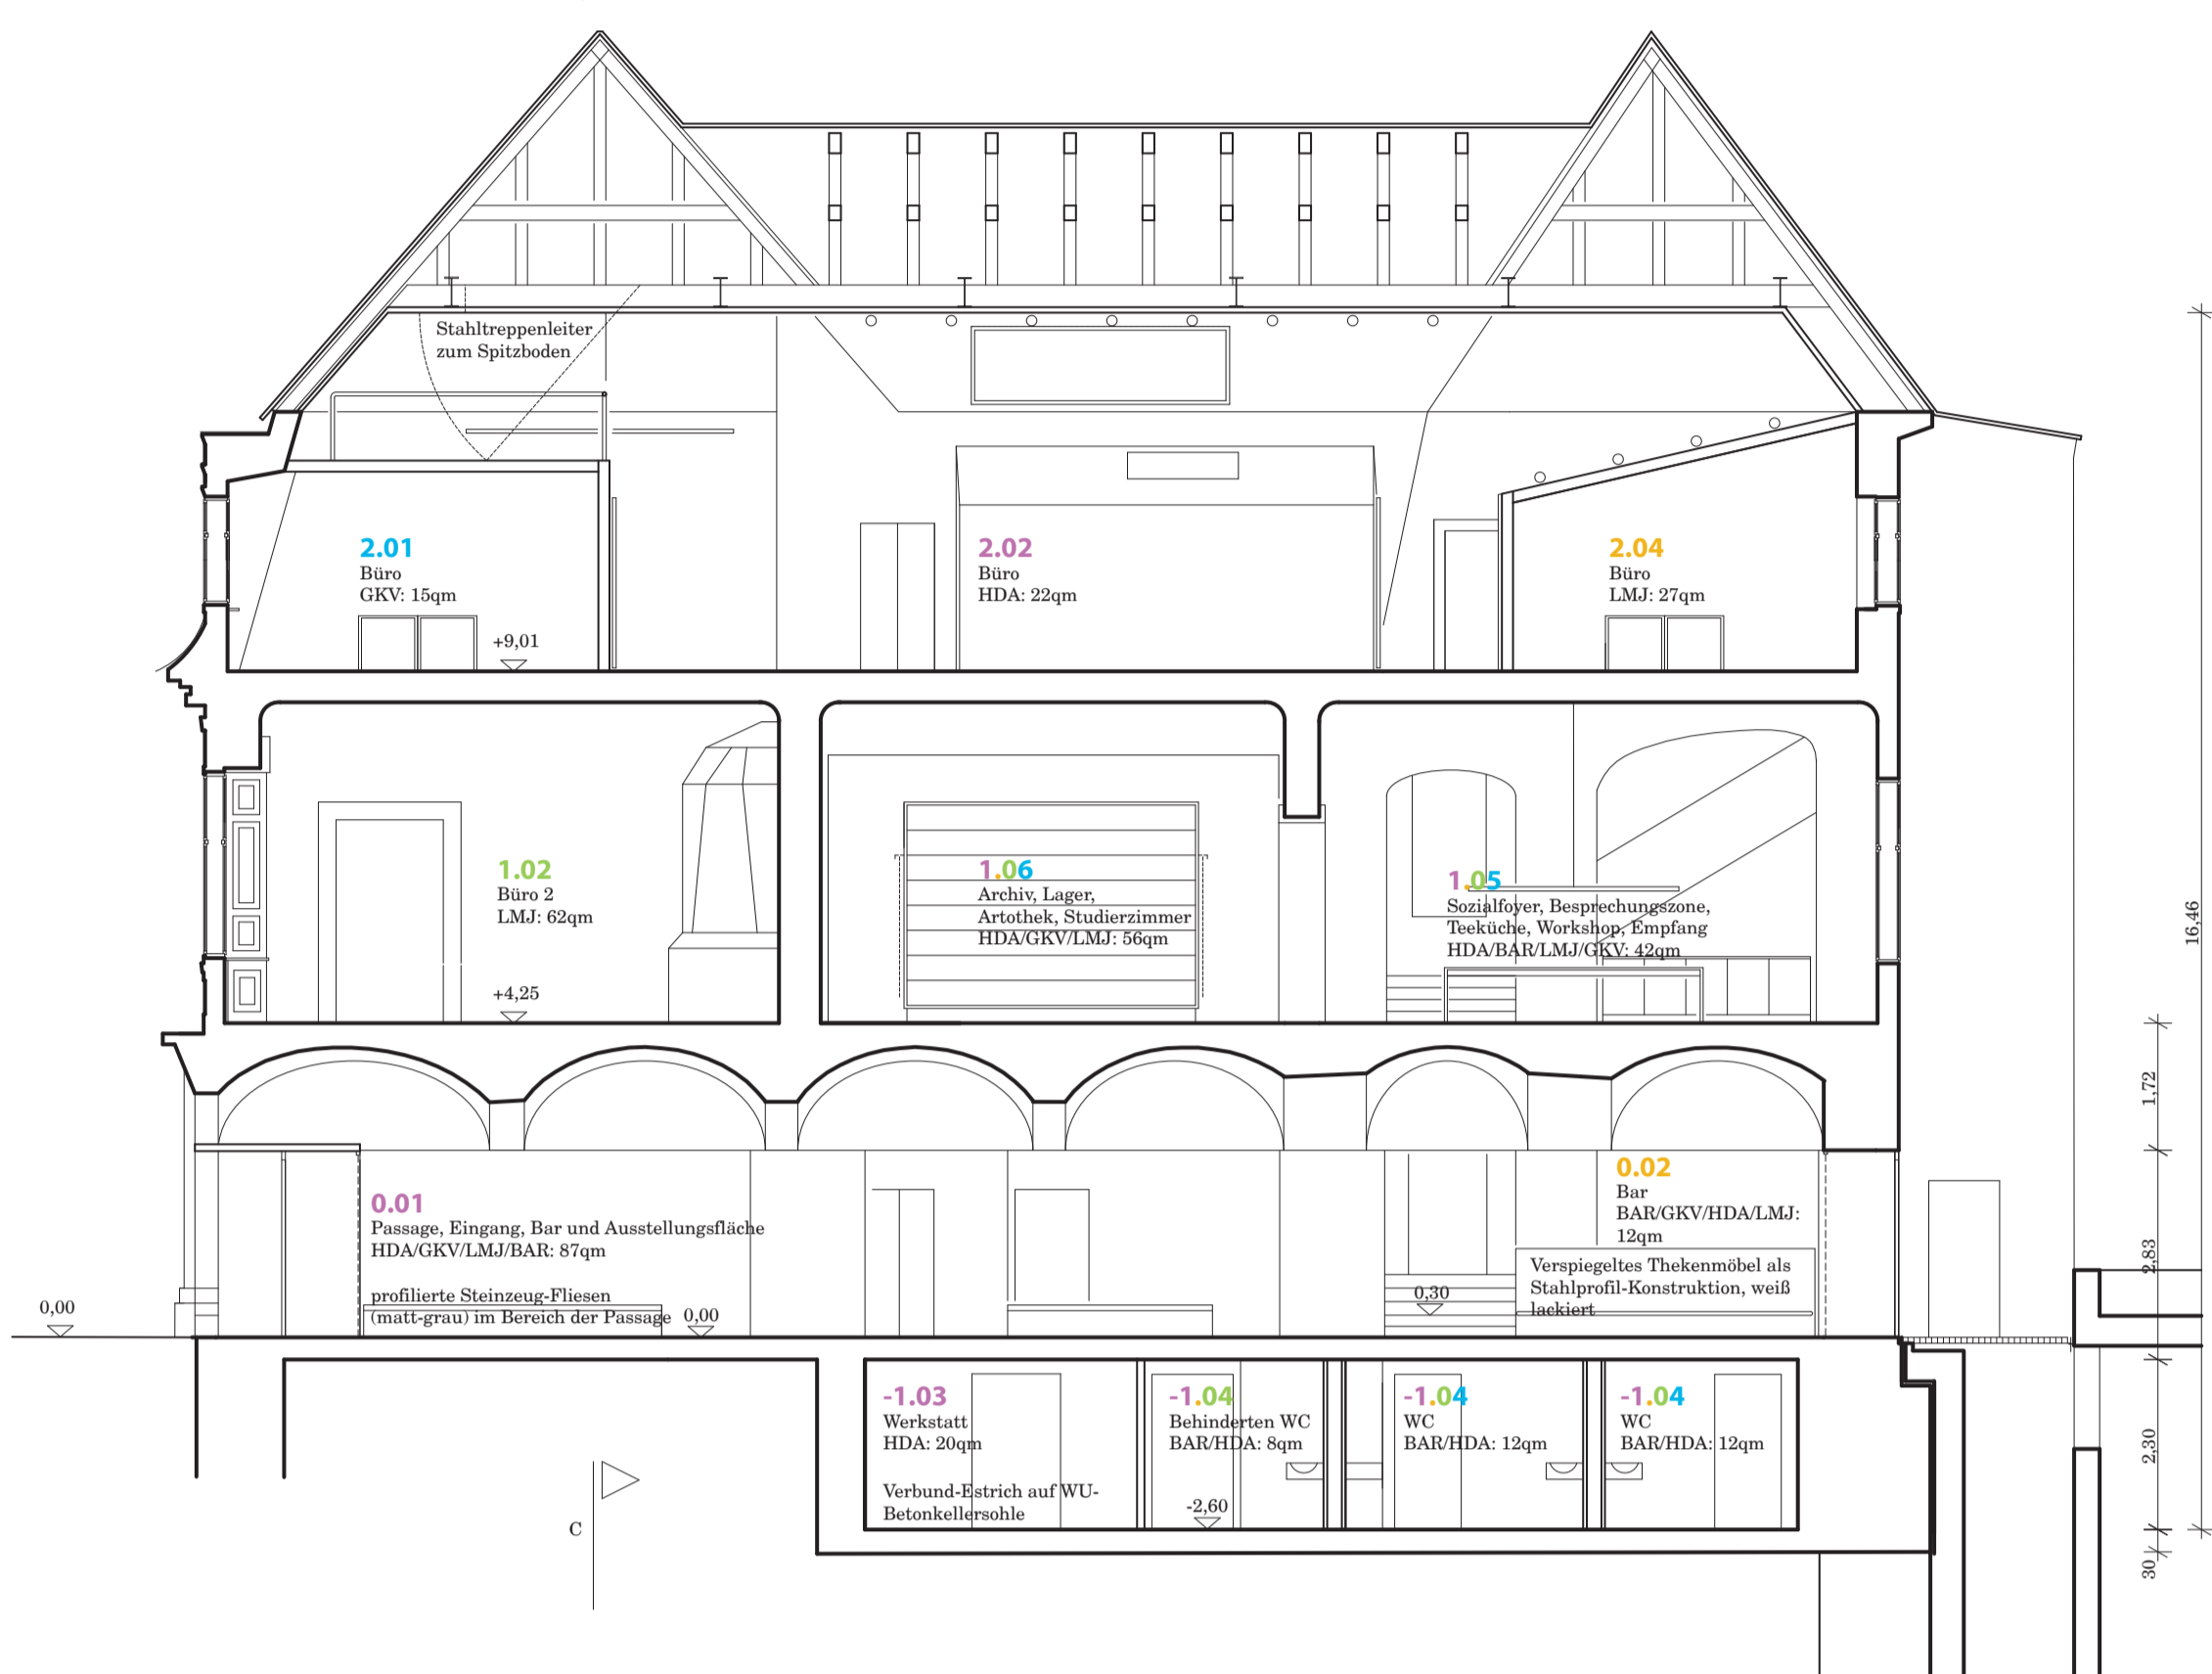 Stahltreppenleiter
zum Spitzboden
2.01
Büro
GKV: 15qm
+9,01
2.02
Büro
HDA: 22qm
2.04
Büro
LMJ: 27qm
1.02
Büro 2
LMJ: 62qm
+4,25
1.06
Archiv, Lager,
Artothek, Studierzimmer
HDA/GKV/LMJ: 56qm
1.05
Sozialfoyer, Besprechungszone,
Teeküche, Workshop, Empfang
HDA/BAR/LMJ/GKV: 42qm
16,46
1,72
2,83
2,30
30
0,00
0.01
Passage, Eingang, Bar und Ausstellungsfläche
HDA/GKV/LMJ/BAR: 87qm
profilierte Steinzeug-Fliesen
(matt-grau) im Bereich der Passage
0,00
0,30
0.02
Bar
BAR/GKV/HDA/LMJ:
12qm
Verspiegeltes Thekenmöbel als
Stahlprofil-Konstruktion, weiß
lackiert
-1.03
Werkstatt
HDA: 20qm
Verbund-Estrich auf WU-
Betonkellersohle
-1.04
Behinderten WC
BAR/HDA: 8qm
-2,60
-1.04
WC
BAR/HDA: 12qm
-1.04
WC
BAR/HDA: 12qm
C